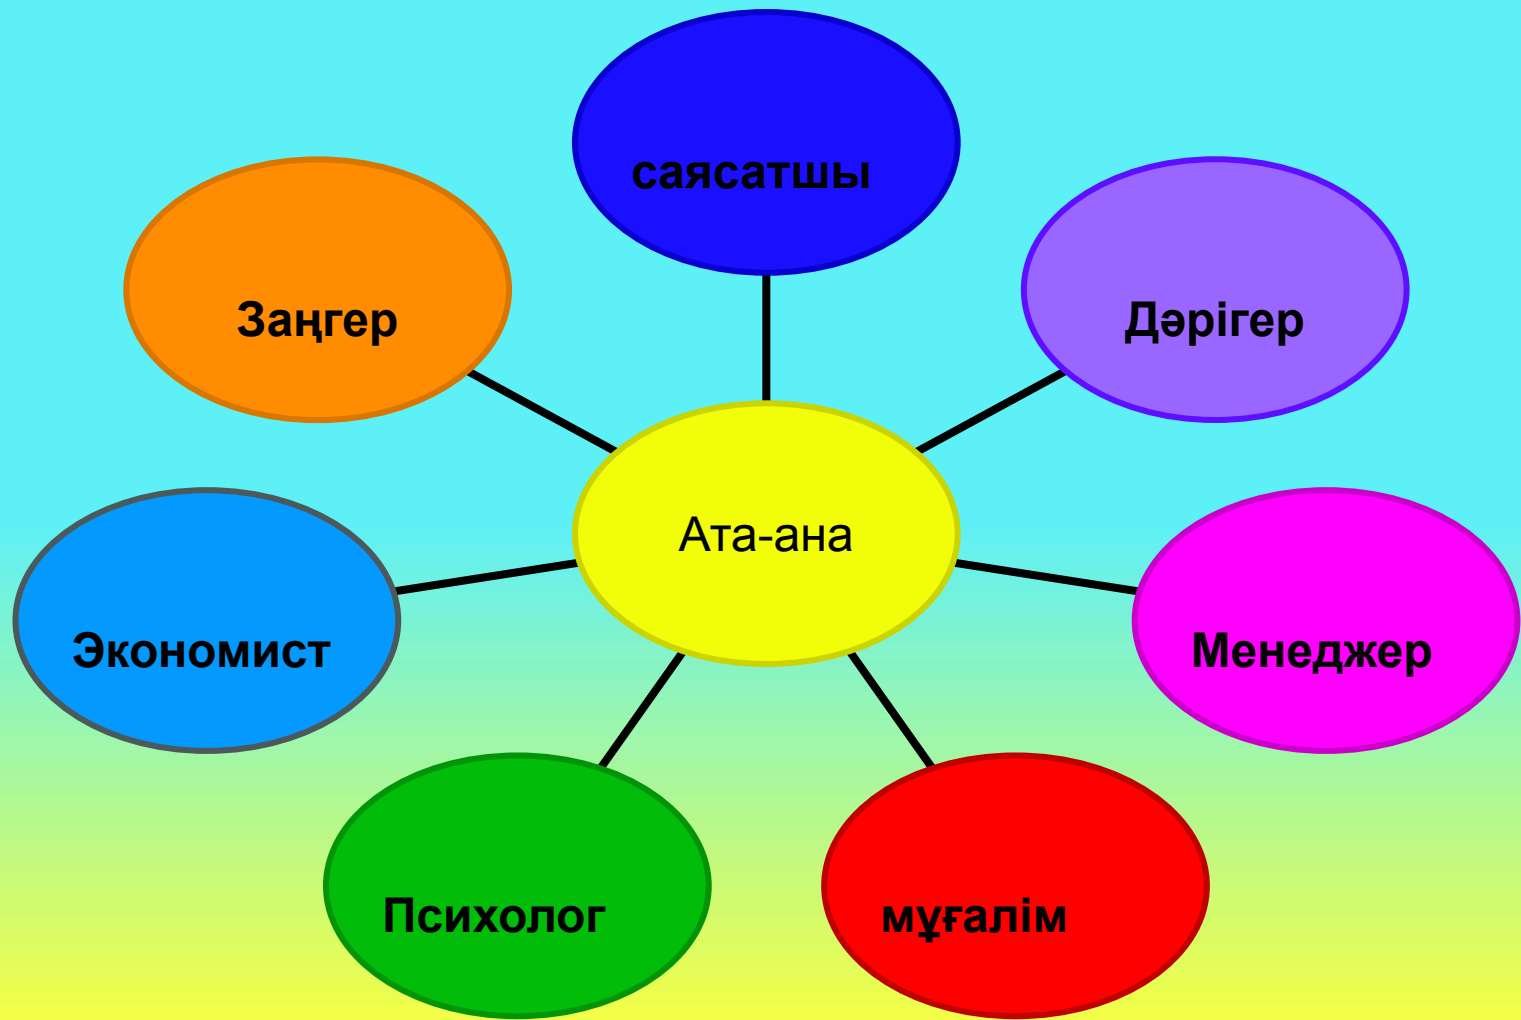 саясатшы
Заңгер
Дәрігер
Ата-ана
Экономист
Менеджер
Психолог
мұғалім